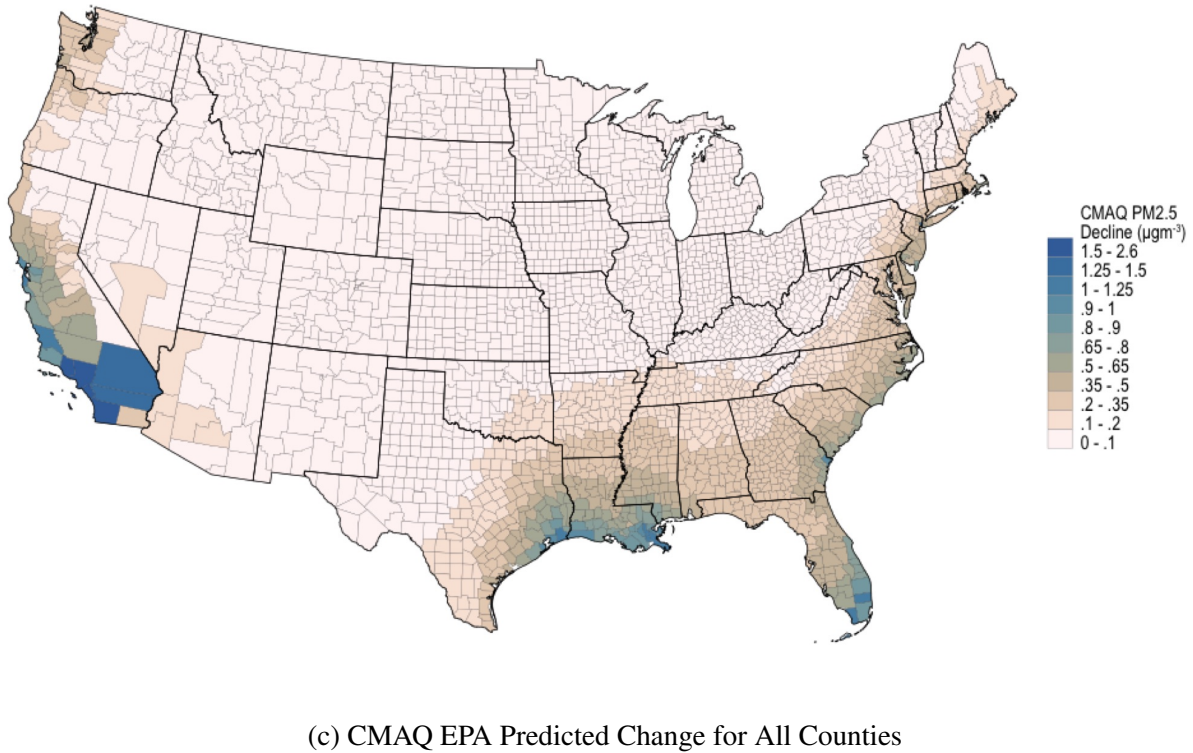 CMAQ PM2.5
Decline (µgm⁻³)
1.5 - 2.6
1.25 - 1.5
1 - 1.25
.9 - 1
.8 - .9
.65 - .8
.5 - .65
.35 - .5
.2 - .35
.1 - .2
0 - .1
(c) CMAQ EPA Predicted Change for All Counties